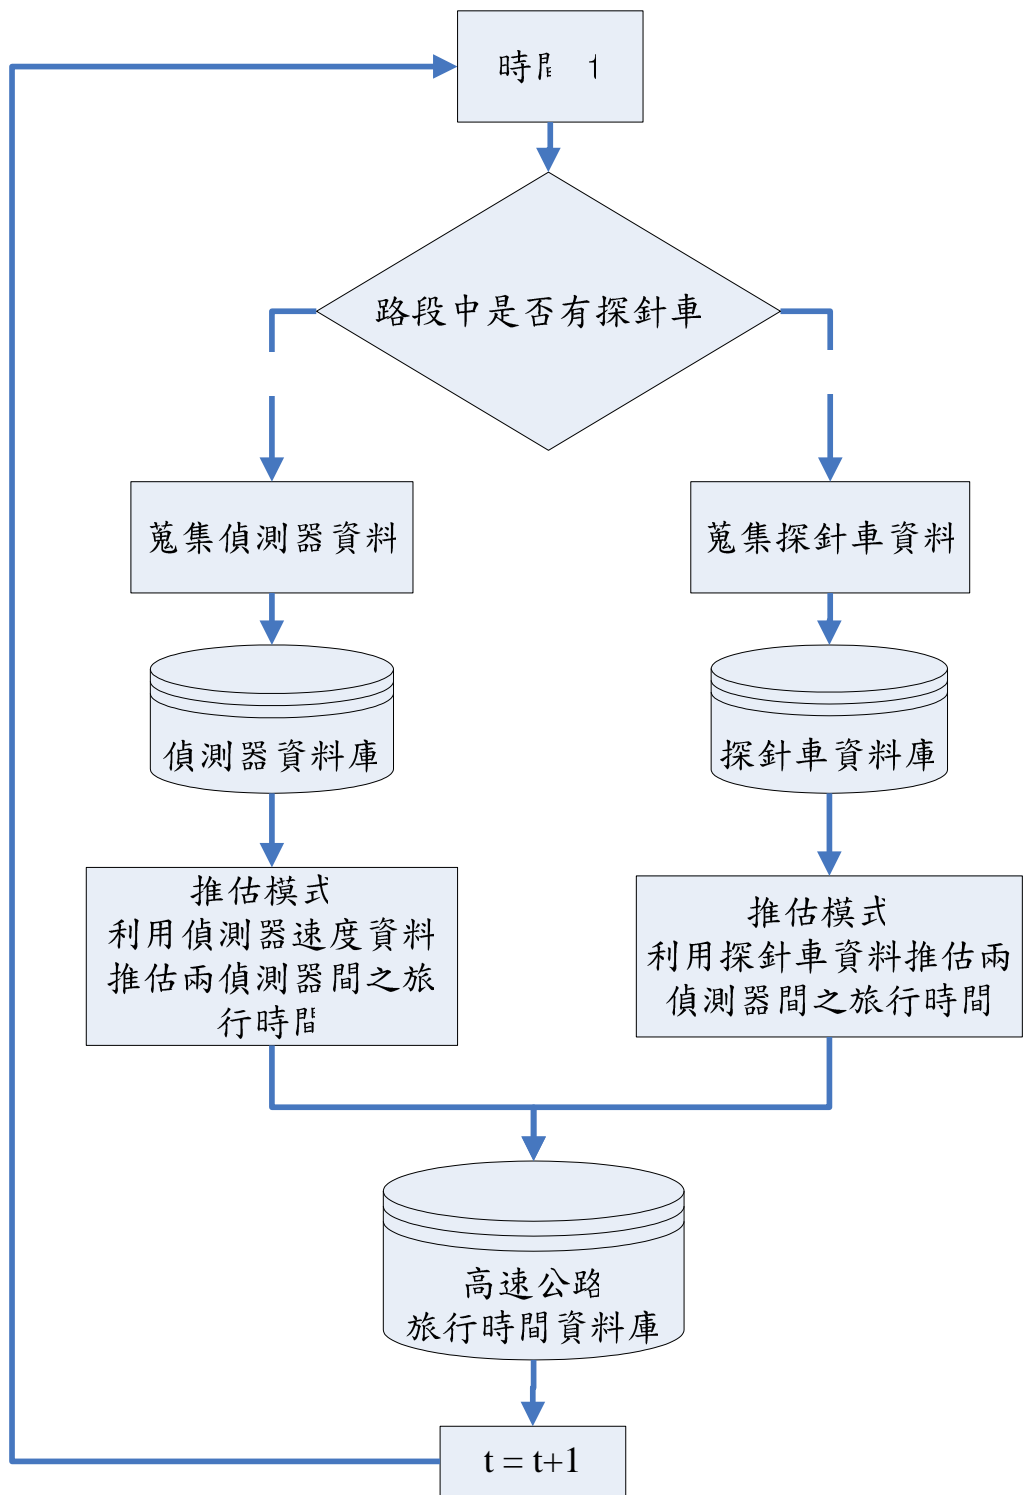 時間 t
路段中是否有探針車
蒐集偵測器資料
蒐集探針車資料
偵測器資料庫
探針車資料庫
推估模式
利用偵測器速度資料
推估兩偵測器間之旅
行時間
推估模式
利用探針車資料推估兩
偵測器間之旅行時間
高速公路
旅行時間資料庫
t = t+1